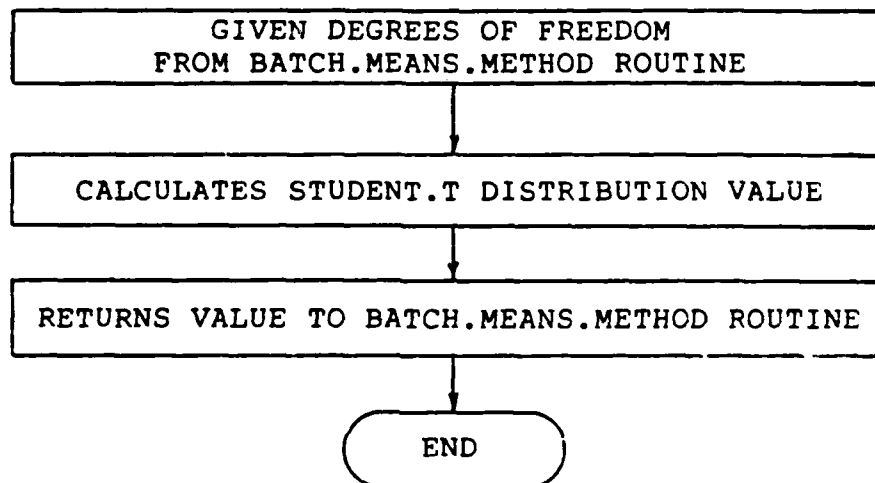 GIVEN DEGREES OF FREEDOM
FROM BATCH.MEANS.METHOD ROUTINE
CALCULATES STUDENT.T DISTRIBUTION VALUE
RETURNS VALUE TO BATCH.MEANS.METHOD ROUTINE
END